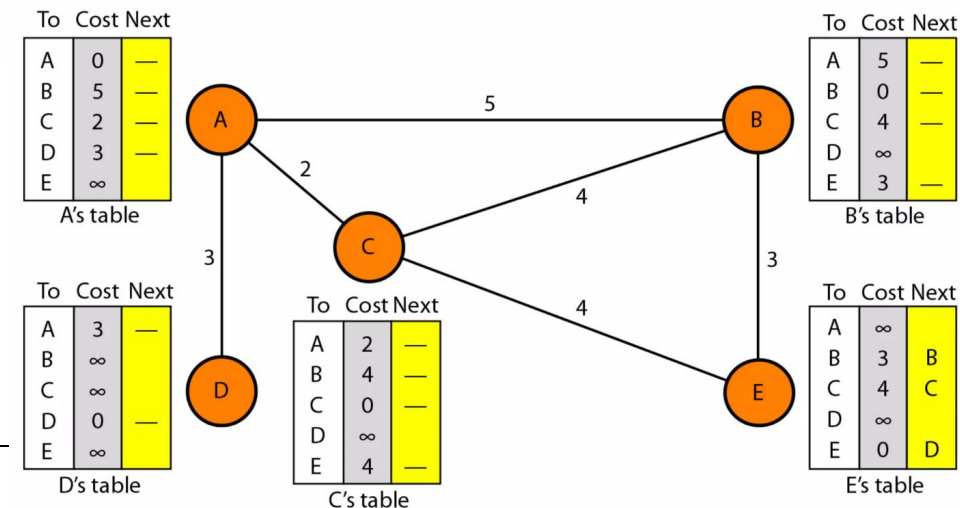 To Cost Next
A 0 —
B 5 —
C 2 —
D 3 —
E ∞
A's table
To Cost Next
A 5 —
B 0 —
C 4 —
D ∞
E 3 —
B's table
A
5
B
2
4
C
3
3
4
D
E
To Cost Next
A 3 —
B ∞
C ∞
D 0 —
E ∞
D's table
To Cost Next
A 2 —
B 4 —
C 0 —
D ∞
E 4 —
C's table
To Cost Next
A ∞
B 3 B
C 4 C
D ∞
E 0 D
E's table